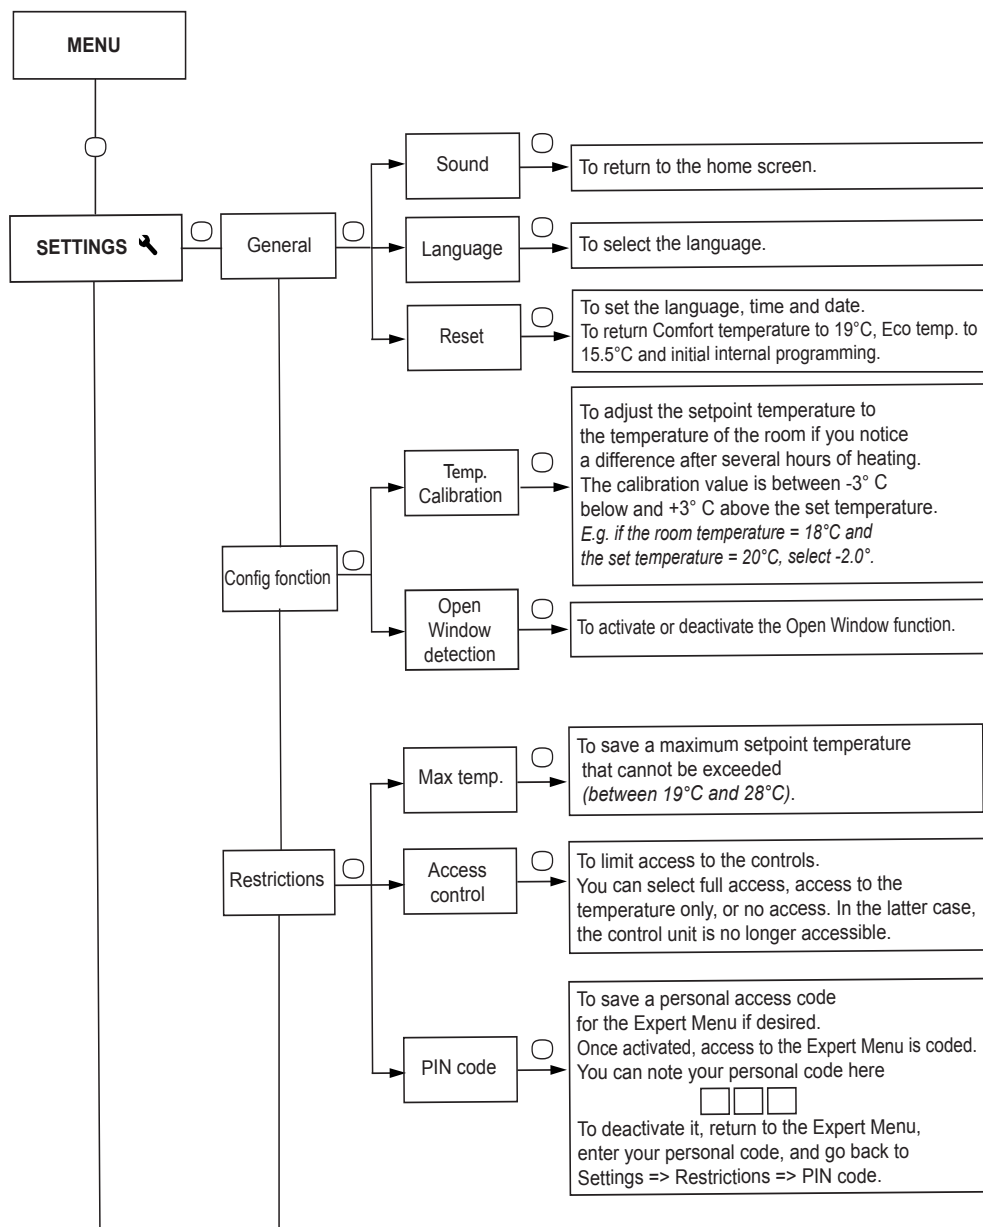 MENU
Sound
To return to the home screen.
SETTINGS
General
Language
To select the language.
Reset
To set the language, time and date.
To return Comfort temperature to 19°C, Eco temp. to
15.5°C and initial internal programming.
Temp.
Calibration
To adjust the setpoint temperature to
the temperature of the room if you notice
a difference after several hours of heating.
The calibration value is between -3° C
below and +3° C above the set temperature.
E.g. if the room temperature = 18°C and
the set temperature = 20°C, select -2.0°.
Config fonction
Open
Window
detection
To activate or deactivate the Open Window function.
Max temp.
To save a maximum setpoint temperature
that cannot be exceeded
(between 19°C and 28°C).
Restrictions
Access
control
To limit access to the controls.
You can select full access, access to the
temperature only, or no access. In the latter case,
the control unit is no longer accessible.
PIN code
To save a personal access code
for the Expert Menu if desired.
Once activated, access to the Expert Menu is coded.
You can note your personal code here
To deactivate it, return to the Expert Menu,
enter your personal code, and go back to
Settings => Restrictions => PIN code.